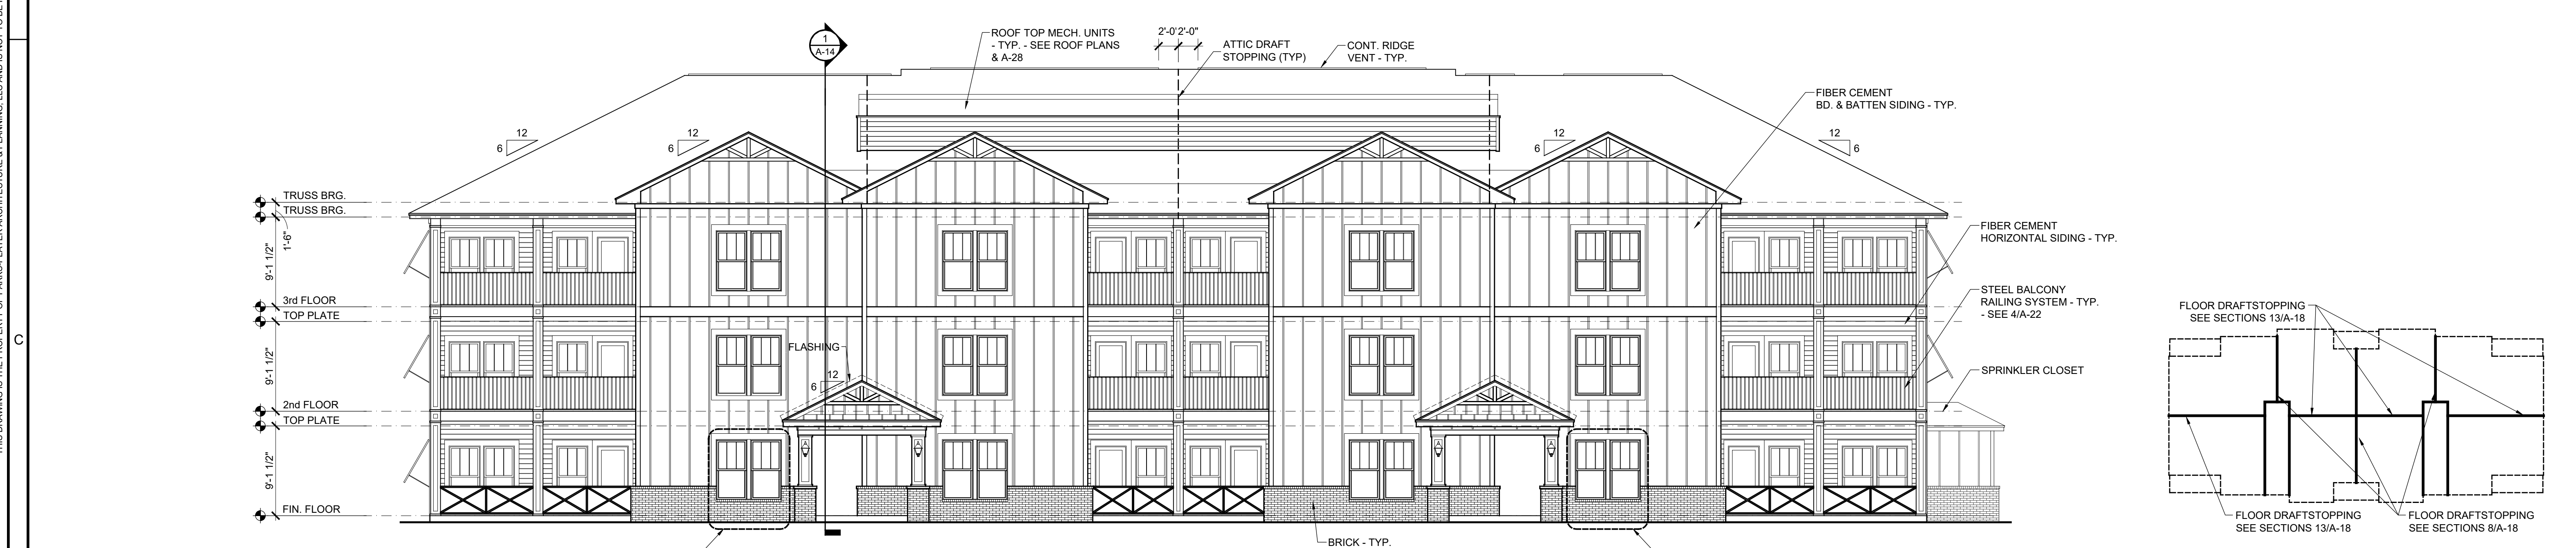 C
1
A-14
ROOF TOP MECH. UNITS
- TYP. - SEE ROOF PLANS
& A-28
2'-0" 2'-0"
ATTIC DRAFT
STOPPING (TYP)
CONT. RIDGE
VENT - TYP.
FIBER CEMENT
BD. & BATTEN SIDING - TYP.
12
6
12
6
12
6
12
6
TRUSS BRG.
TRUSS BRG.
1'-6"
9'-1 1/2"
3rd FLOOR
TOP PLATE
9'-1 1/2"
2nd FLOOR
TOP PLATE
9'-1 1/2"
FIN. FLOOR
FLASHING
12
6
FIBER CEMENT
HORIZONTAL SIDING - TYP.
STEEL BALCONY
RAILING SYSTEM - TYP.
- SEE 4/A-22
SPRINKLER CLOSET
BRICK - TYP.
FLOOR DRAFTSTOPPING
SEE SECTIONS 13/A-18
FLOOR DRAFTSTOPPING
SEE SECTIONS 13/A-18
FLOOR DRAFTSTOPPING
SEE SECTIONS 8/A-18